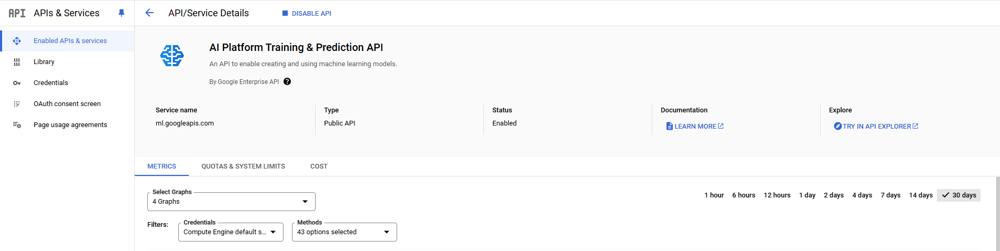 API APIs & Services
API/Service Details
DISABLE API
Enabled APIs & services
Library
Credentials
OAuth consent screen
Page usage agreements
AI Platform Training & Prediction API
An API to enable creating and using machine learning models.
By Google Enterprise API ?
Service name
ml.googleapis.com
Type
Public API
Status
Enabled
Documentation
LEARN MORE
Explore
TRY IN API EXPLORER
METRICS QUOTAS & SYSTEM LIMITS COST
Select Graphs
4 Graphs
1 hour 6 hours 12 hours 1 day 2 days 4 days 7 days 14 days 30 days
Filters:
Credentials
Compute Engine default s...
Methods
43 options selected